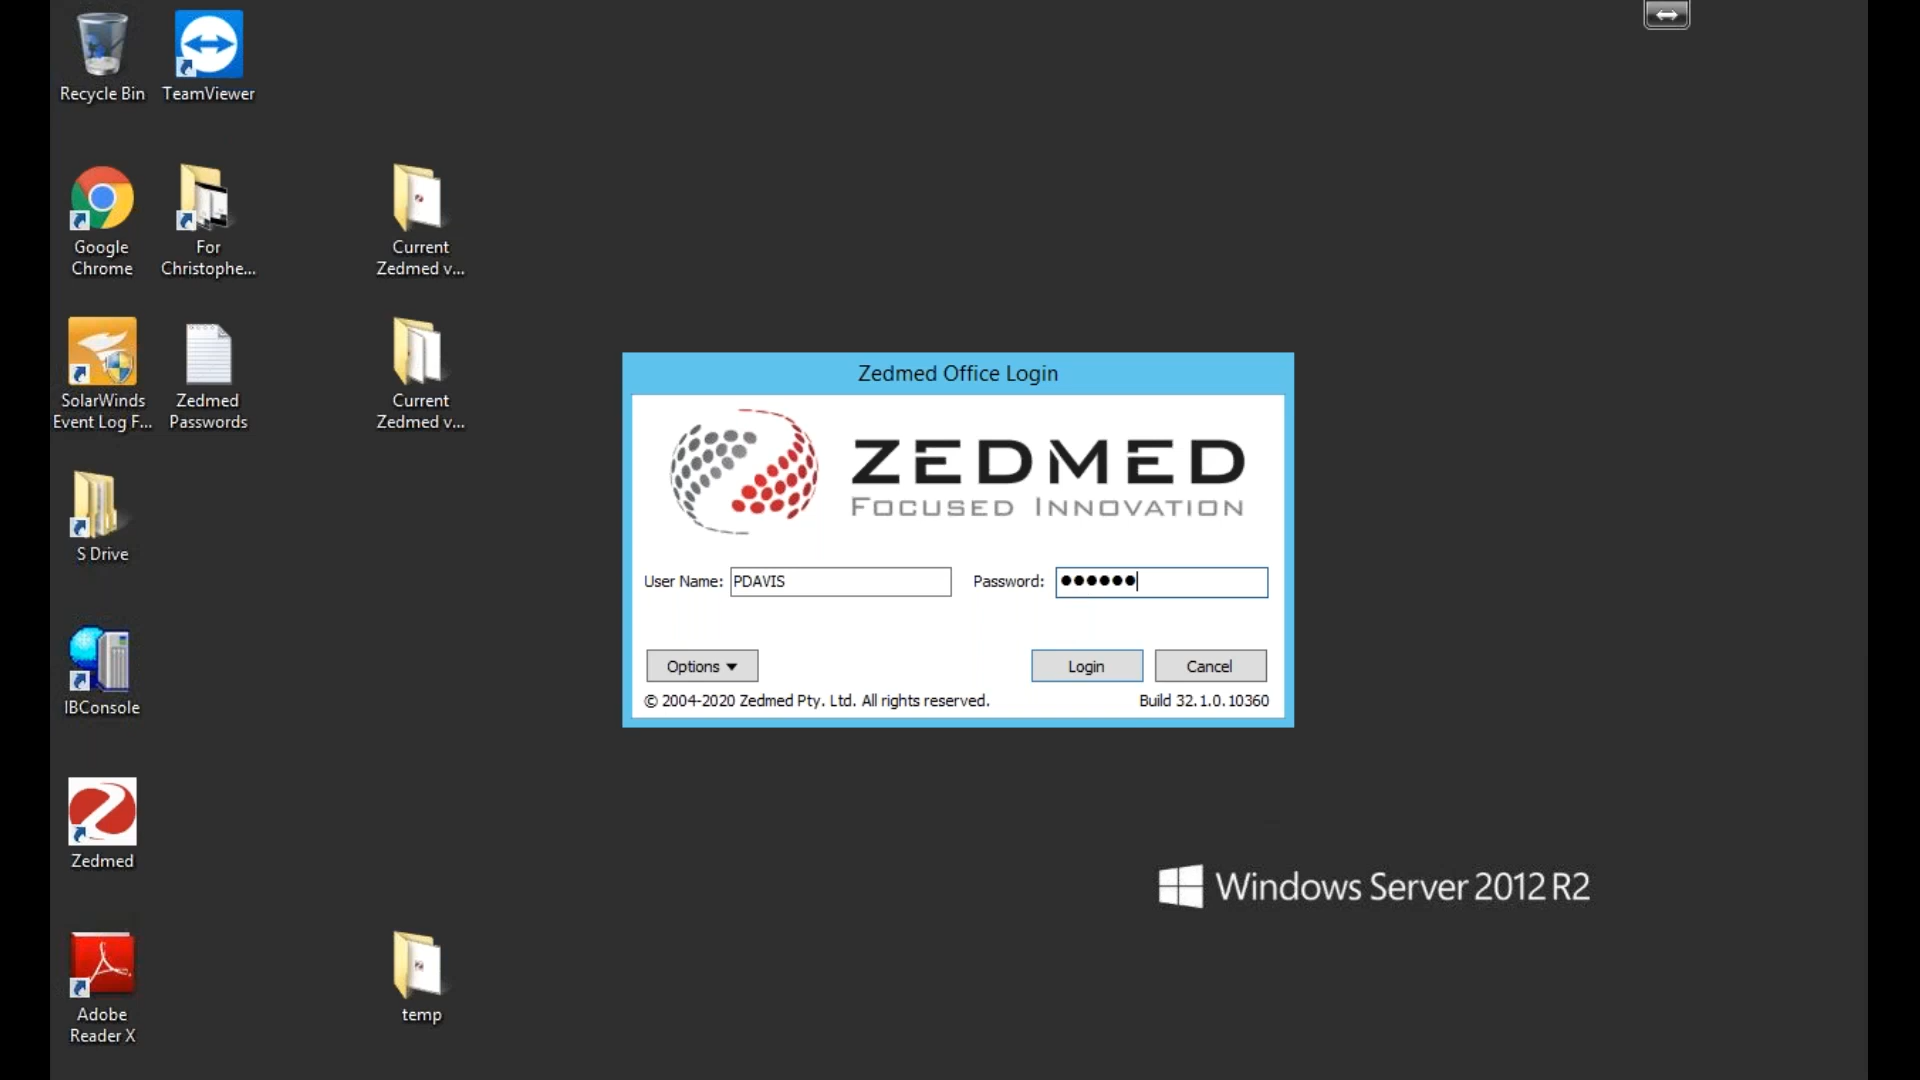 Recycle Bin
TeamViewer
Google
Chrome
For
Christophe...
Current
Zedmed v...
SolarWinds
Event Log F...
Zedmed
Passwords
Current
Zedmed v...
S Drive
IBConsole
Zedmed
Adobe
Reader X
temp
Zedmed Office Login
ZEDMED
FOCUSED INNOVATION
User Name: PDAVIS Password: ●●●●●●
Options Login Cancel
© 2004-2020 Zedmed Pty. Ltd. All rights reserved. Build 32.1.0.10360
Windows Server 2012 R2